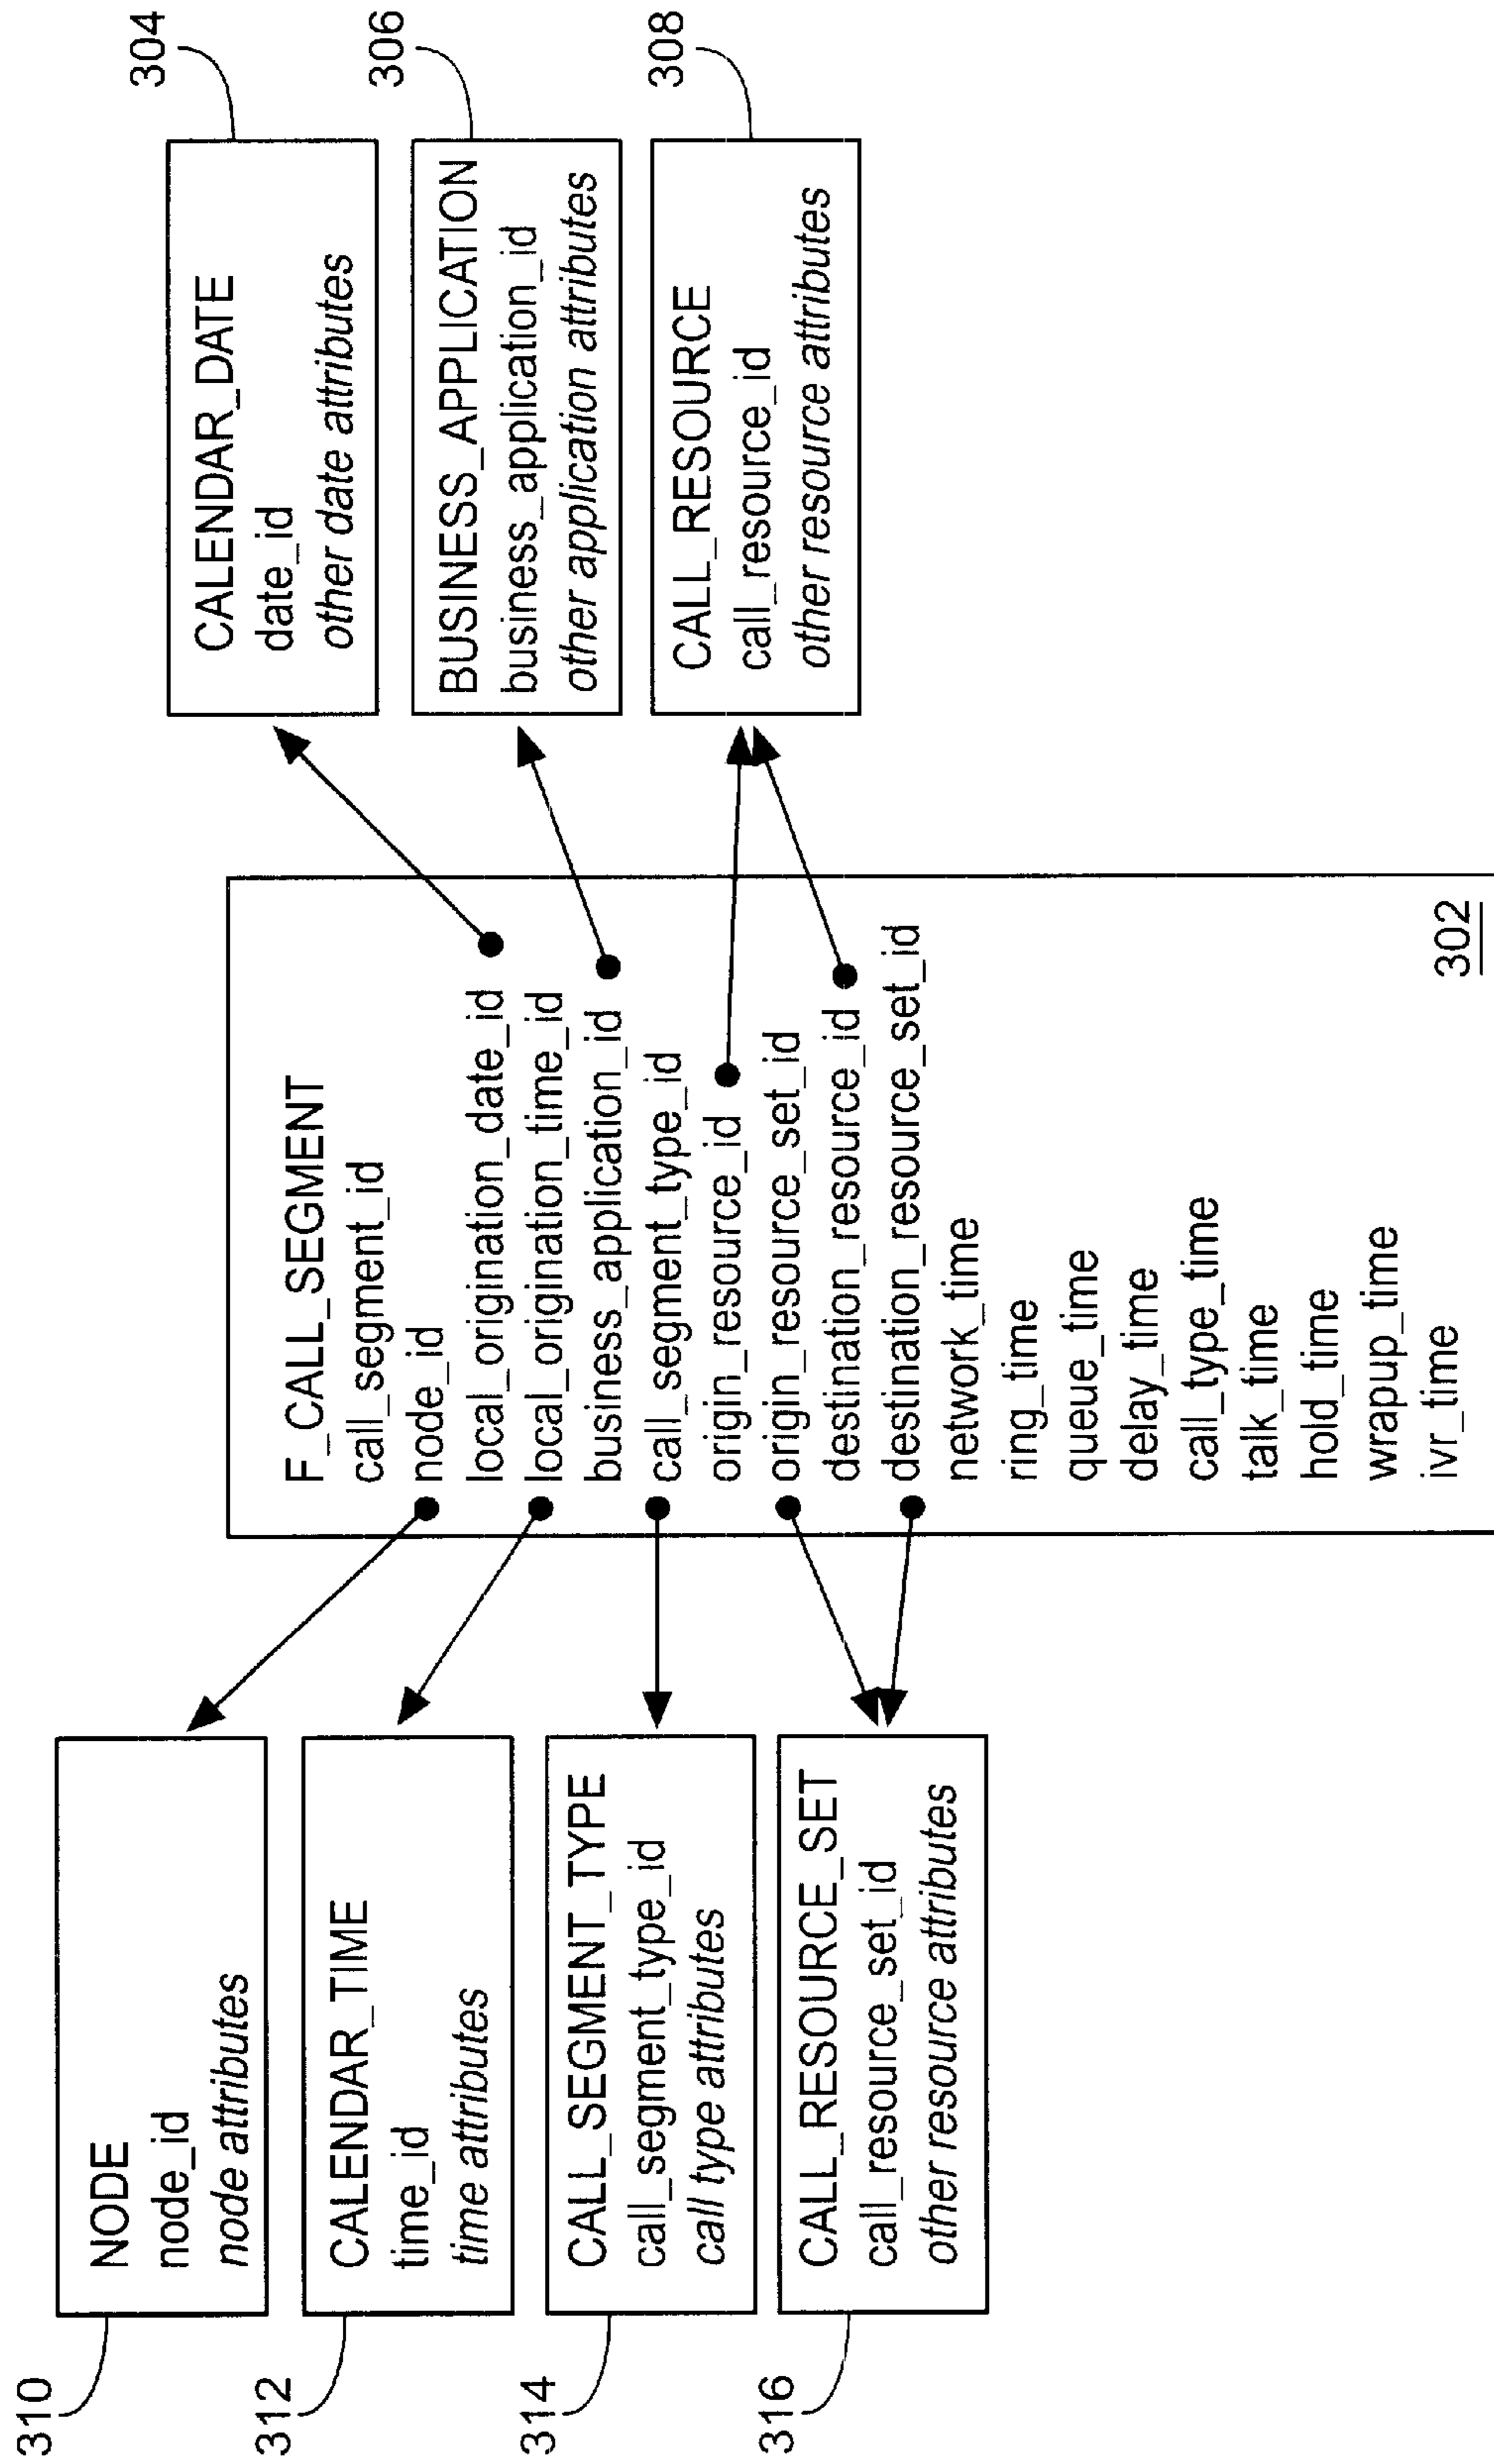 310
NODE
node_id
node attributes
312
CALENDAR_TIME
time_id
time attributes
314
CALL_SEGMENT_TYPE
call_segment_type_id
call type attributes
316
CALL_RESOURCE_SET
call_resource_set_id
other resource attributes
F_CALL_SEGMENT
call_segment_id
node_id
local_origination_date_id
local_origination_time_id
business_application_id
call_segment_type_id
origin_resource_id
origin_resource_set_id
destination_resource_id
destination_resource_set_id
network_time
ring_time
queue_time
delay_time
call_type_time
talk_time
hold_time
wrapup_time
ivr_time
302
304
CALENDAR_DATE
date_id
other date attributes
306
BUSINESS_APPLICATION
business_application_id
other application attributes
308
CALL_RESOURCE
call_resource_id
other resource attributes